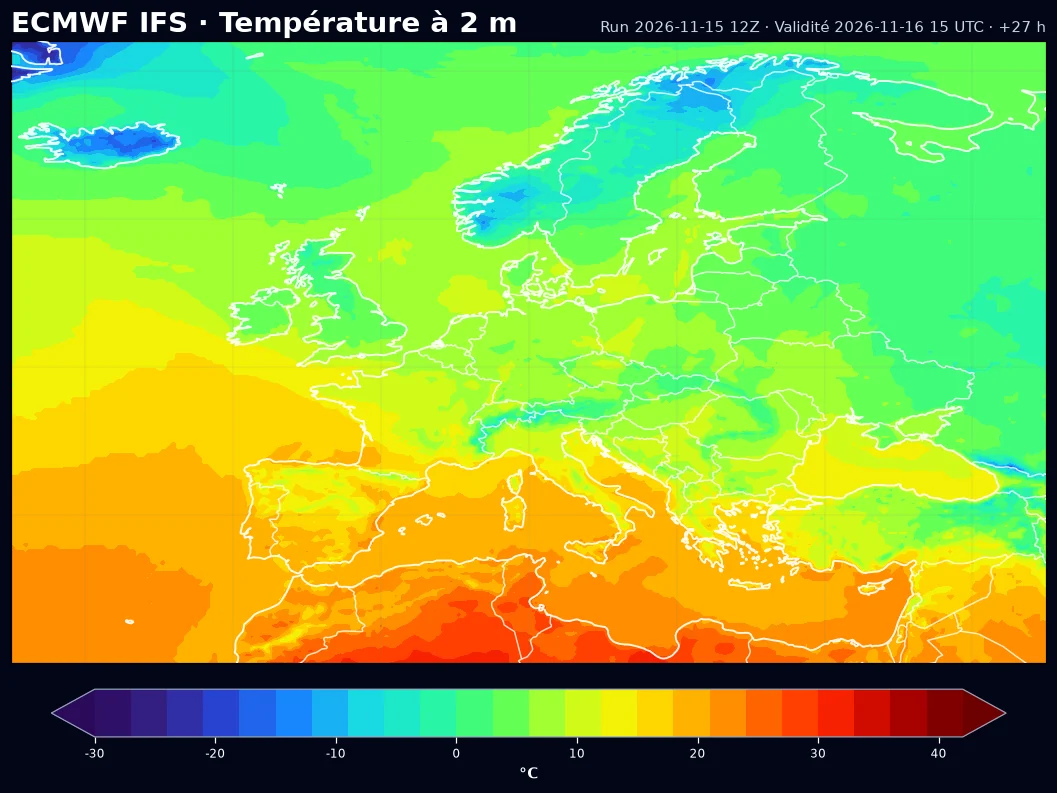 ECMWF IFS · Température à 2 m
Run 2026-11-15 12Z · Validité 2026-11-16 15 UTC · +27 h
-30 -20 -10 0 10 20 30 40
°C